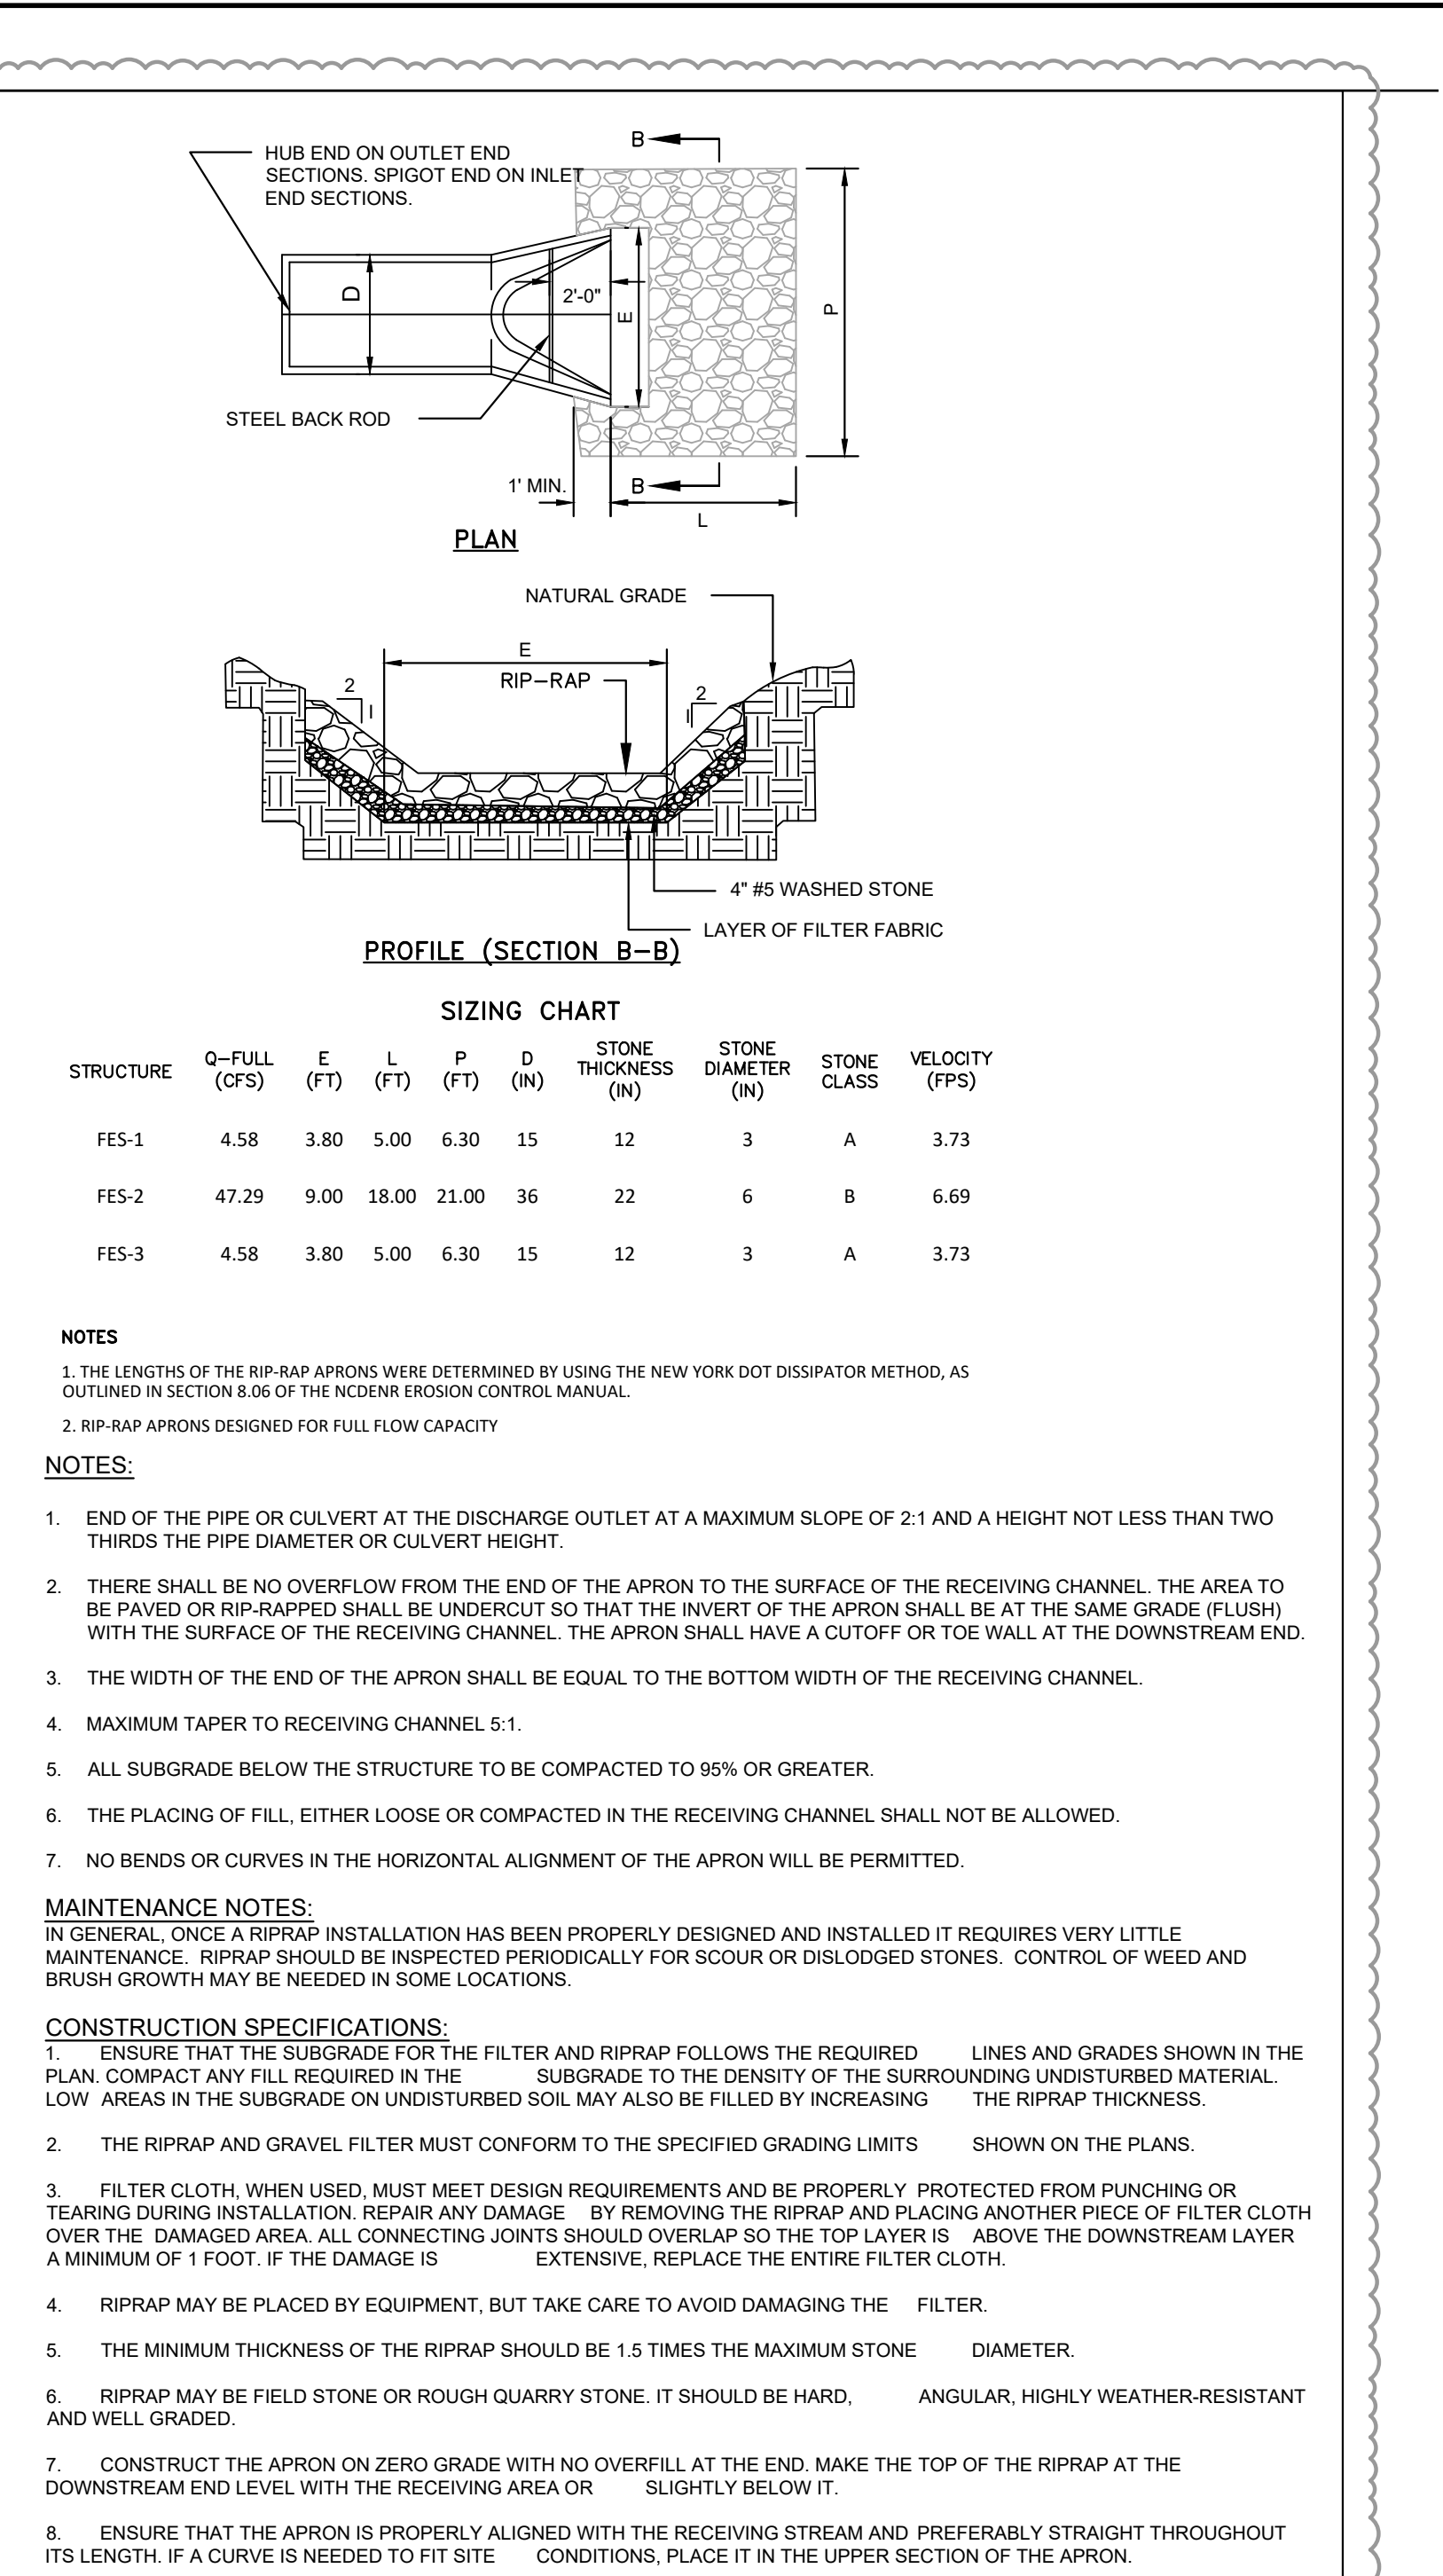 HUB END ON OUTLET END
SECTIONS. SPIGOT END ON INLET
END SECTIONS.
B
D
2'-0"
E
P
STEEL BACK ROD
1' MIN.
B
L
PLAN
NATURAL GRADE
E
RIP-RAP
2
1
2
1
4" #5 WASHED STONE
LAYER OF FILTER FABRIC
PROFILE (SECTION B-B)
SIZING CHART
STRUCTURE Q-FULL (CFS) E (FT) L (FT) P (FT) D (IN) STONE THICKNESS (IN) STONE DIAMETER (IN) STONE CLASS VELOCITY (FPS)
FES-1 4.58 3.80 5.00 6.30 15 12 3 A 3.73
FES-2 47.29 9.00 18.00 21.00 36 22 6 B 6.69
FES-3 4.58 3.80 5.00 6.30 15 12 3 A 3.73
NOTES
1. THE LENGTHS OF THE RIP-RAP APRONS WERE DETERMINED BY USING THE NEW YORK DOT DISSIPATOR METHOD, AS
OUTLINED IN SECTION 8.06 OF THE NCDENR EROSION CONTROL MANUAL.
2. RIP-RAP APRONS DESIGNED FOR FULL FLOW CAPACITY
NOTES:
1. END OF THE PIPE OR CULVERT AT THE DISCHARGE OUTLET AT A MAXIMUM SLOPE OF 2:1 AND A HEIGHT NOT LESS THAN TWO
THIRDS THE PIPE DIAMETER OR CULVERT HEIGHT.
2. THERE SHALL BE NO OVERFLOW FROM THE END OF THE APRON TO THE SURFACE OF THE RECEIVING CHANNEL. THE AREA TO
BE PAVED OR RIP-RAPPED SHALL BE UNDERCUT SO THAT THE INVERT OF THE APRON SHALL BE AT THE SAME GRADE (FLUSH)
WITH THE SURFACE OF THE RECEIVING CHANNEL. THE APRON SHALL HAVE A CUTOFF OR TOE WALL AT THE DOWNSTREAM END.
3. THE WIDTH OF THE END OF THE APRON SHALL BE EQUAL TO THE BOTTOM WIDTH OF THE RECEIVING CHANNEL.
4. MAXIMUM TAPER TO RECEIVING CHANNEL 5:1.
5. ALL SUBGRADE BELOW THE STRUCTURE TO BE COMPACTED TO 95% OR GREATER.
6. THE PLACING OF FILL, EITHER LOOSE OR COMPACTED IN THE RECEIVING CHANNEL SHALL NOT BE ALLOWED.
7. NO BENDS OR CURVES IN THE HORIZONTAL ALIGNMENT OF THE APRON WILL BE PERMITTED.
MAINTENANCE NOTES:
IN GENERAL, ONCE A RIPRAP INSTALLATION HAS BEEN PROPERLY DESIGNED AND INSTALLED IT REQUIRES VERY LITTLE
MAINTENANCE. RIPRAP SHOULD BE INSPECTED PERIODICALLY FOR SCOUR OR DISLODGED STONES. CONTROL OF WEED AND
BRUSH GROWTH MAY BE NEEDED IN SOME LOCATIONS.
CONSTRUCTION SPECIFICATIONS:
1. ENSURE THAT THE SUBGRADE FOR THE FILTER AND RIPRAP FOLLOWS THE REQUIRED LINES AND GRADES SHOWN IN THE
PLAN. COMPACT ANY FILL REQUIRED IN THE SUBGRADE TO THE DENSITY OF THE SURROUNDING UNDISTURBED MATERIAL.
LOW AREAS IN THE SUBGRADE ON UNDISTURBED SOIL MAY ALSO BE FILLED BY INCREASING THE RIPRAP THICKNESS.
2. THE RIPRAP AND GRAVEL FILTER MUST CONFORM TO THE SPECIFIED GRADING LIMITS SHOWN ON THE PLANS.
3. FILTER CLOTH, WHEN USED, MUST MEET DESIGN REQUIREMENTS AND BE PROPERLY PROTECTED FROM PUNCHING OR
TEARING DURING INSTALLATION. REPAIR ANY DAMAGE BY REMOVING THE RIPRAP AND PLACING ANOTHER PIECE OF FILTER CLOTH
OVER THE DAMAGED AREA. ALL CONNECTING JOINTS SHOULD OVERLAP SO THE TOP LAYER IS ABOVE THE DOWNSTREAM LAYER
A MINIMUM OF 1 FOOT. IF THE DAMAGE IS EXTENSIVE, REPLACE THE ENTIRE FILTER CLOTH.
4. RIPRAP MAY BE PLACED BY EQUIPMENT, BUT TAKE CARE TO AVOID DAMAGING THE FILTER.
5. THE MINIMUM THICKNESS OF THE RIPRAP SHOULD BE 1.5 TIMES THE MAXIMUM STONE DIAMETER.
6. RIPRAP MAY BE FIELD STONE OR ROUGH QUARRY STONE. IT SHOULD BE HARD, ANGULAR, HIGHLY WEATHER-RESISTANT
AND WELL GRADED.
7. CONSTRUCT THE APRON ON ZERO GRADE WITH NO OVERFILL AT THE END. MAKE THE TOP OF THE RIPRAP AT THE
DOWNSTREAM END LEVEL WITH THE RECEIVING AREA OR SLIGHTLY BELOW IT.
8. ENSURE THAT THE APRON IS PROPERLY ALIGNED WITH THE RECEIVING STREAM AND PREFERABLY STRAIGHT THROUGHOUT
ITS LENGTH. IF A CURVE IS NEEDED TO FIT SITE CONDITIONS, PLACE IT IN THE UPPER SECTION OF THE APRON.